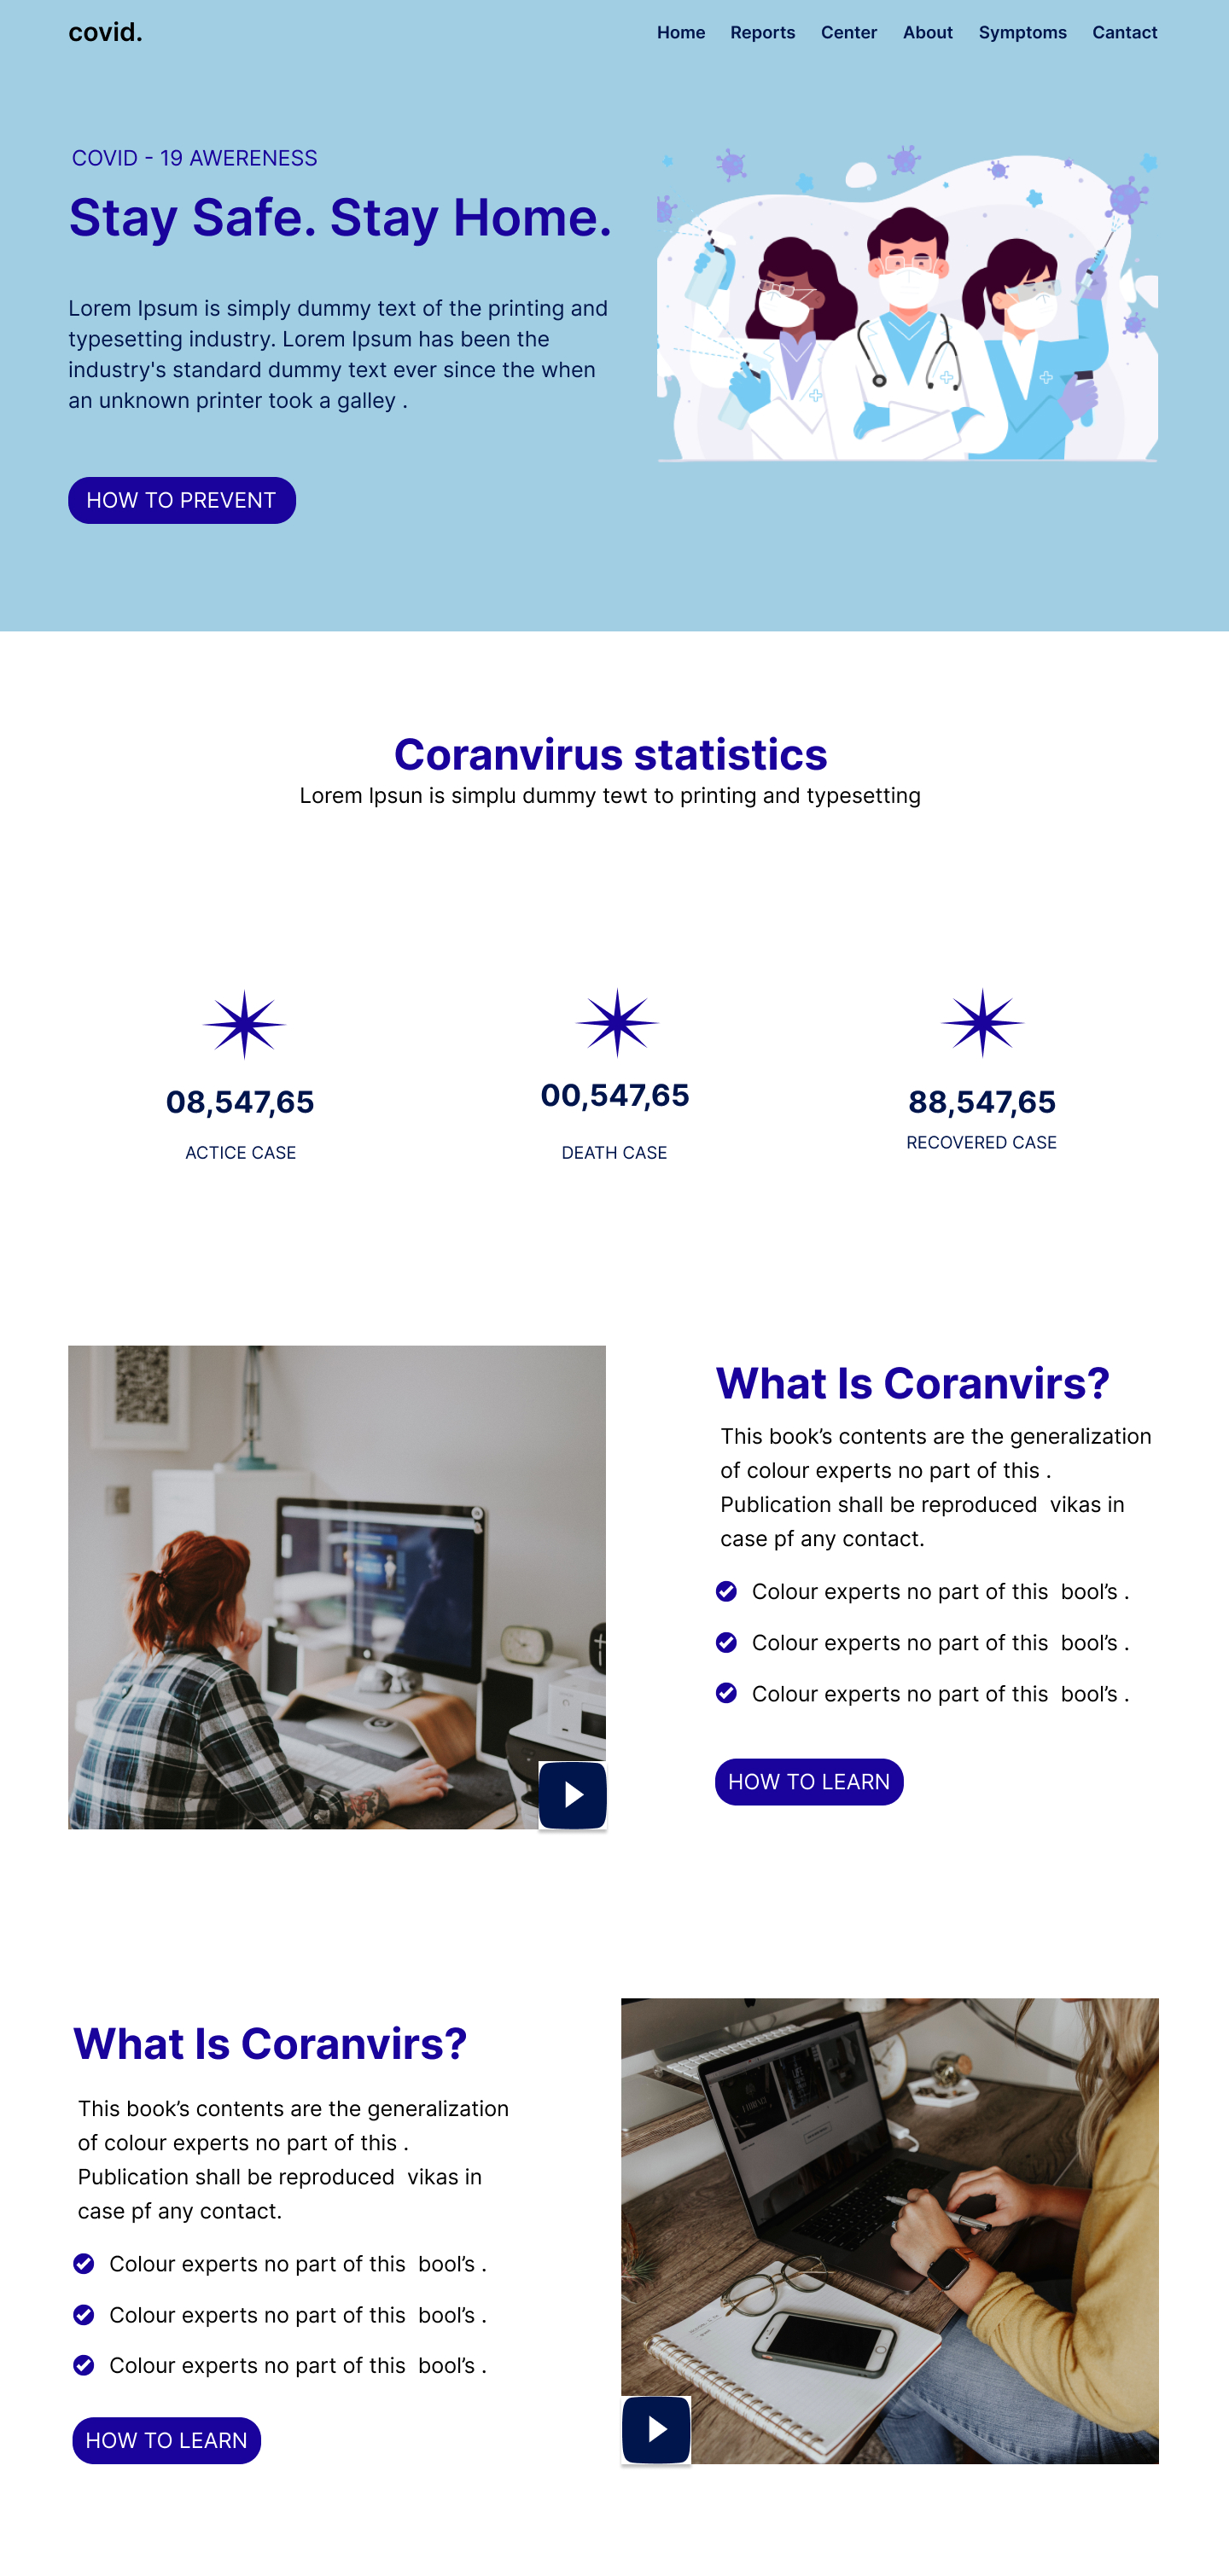 covid.
Home Reports Center About Symptoms Cantact
COVID - 19 AWERENESS
Stay Safe. Stay Home.
Lorem Ipsum is simply dummy text of the printing and
typesetting industry. Lorem Ipsum has been the
industry's standard dummy text ever since the when
an unknown printer took a galley .
HOW TO PREVENT
Coranvirus statistics
Lorem Ipsun is simplu dummy tewt to printing and typesetting
08,547,65
ACTICE CASE
00,547,65
DEATH CASE
88,547,65
RECOVERED CASE
What Is Coranvirs?
This book’s contents are the generalization
of colour experts no part of this .
Publication shall be reproduced  vikas in
case pf any contact.
Colour experts no part of this  bool’s .
Colour experts no part of this  bool’s .
Colour experts no part of this  bool’s .
HOW TO LEARN
What Is Coranvirs?
This book’s contents are the generalization
of colour experts no part of this .
Publication shall be reproduced  vikas in
case pf any contact.
Colour experts no part of this  bool’s .
Colour experts no part of this  bool’s .
Colour experts no part of this  bool’s .
HOW TO LEARN